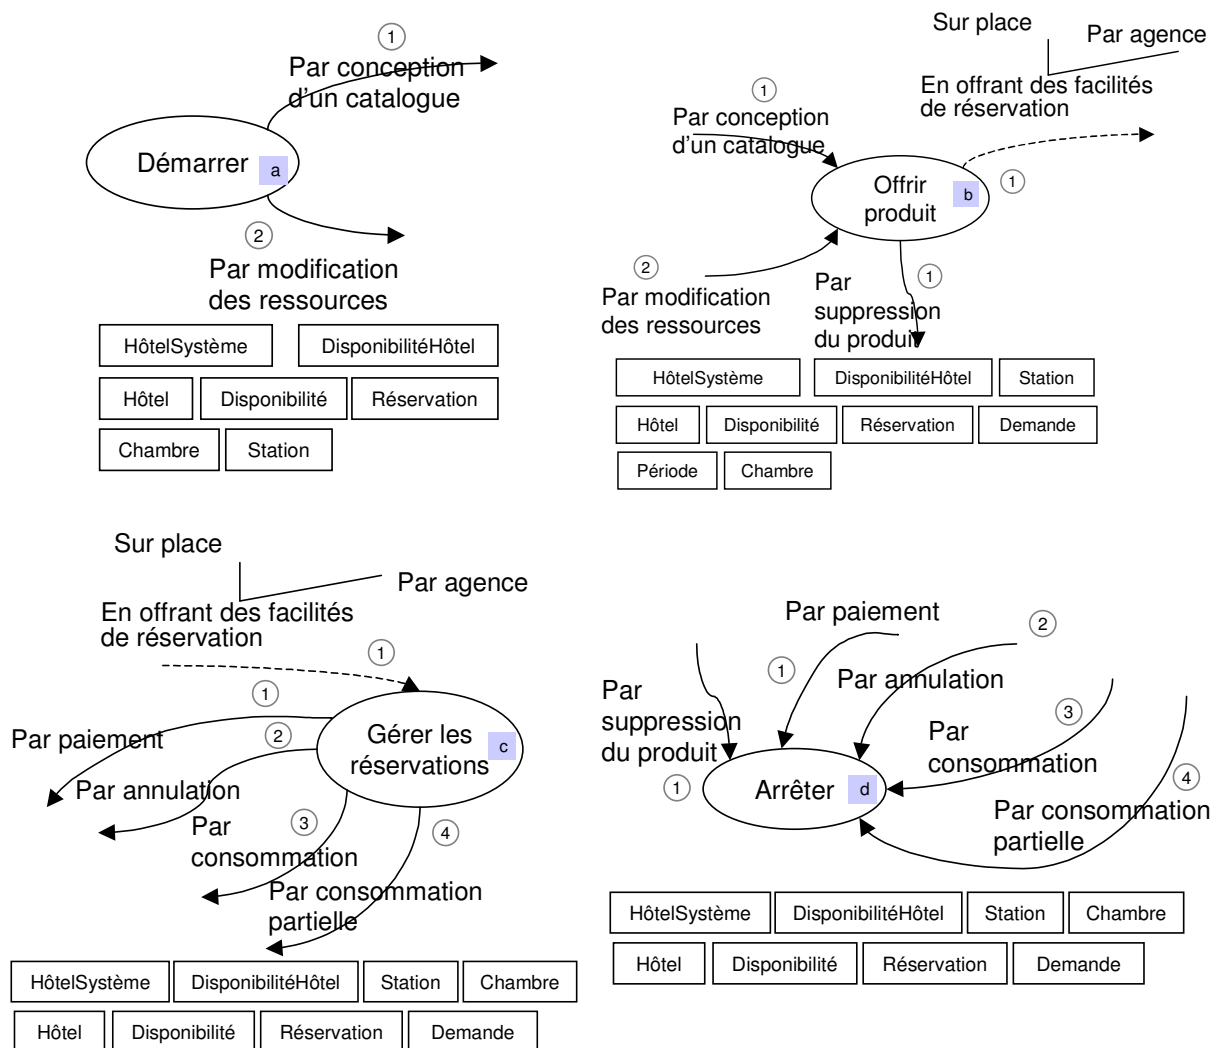 1
Par conception
d'un catalogue
Démarrer
a
2
Par modification
des ressources
HôtelSystème
DisponibilitéHôtel
Hôtel
Disponibilité
Réservation
Chambre
Station
Sur place
Par agence
En offrant des facilités
de réservation
1
Par conception
d'un catalogue
Offrir
produit
b
1
2
Par modification
des ressources
1
Par
suppression
du produit
HôtelSystème
DisponibilitéHôtel
Station
Hôtel
Disponibilité
Réservation
Demande
Période
Chambre
Sur place
Par agence
En offrant des facilités
de réservation
1
1
Par paiement
2
Gérer les
réservations
c
Par annulation
3
Par
consommation
4
Par consommation
partielle
HôtelSystème
DisponibilitéHôtel
Station
Chambre
Hôtel
Disponibilité
Réservation
Demande
Par paiement
2
1
Par annulation
Par
suppression
du produit
3
Par
consommation
1
Arrêter
d
4
Par consommation
partielle
HôtelSystème
DisponibilitéHôtel
Station
Chambre
Hôtel
Disponibilité
Réservation
Demande